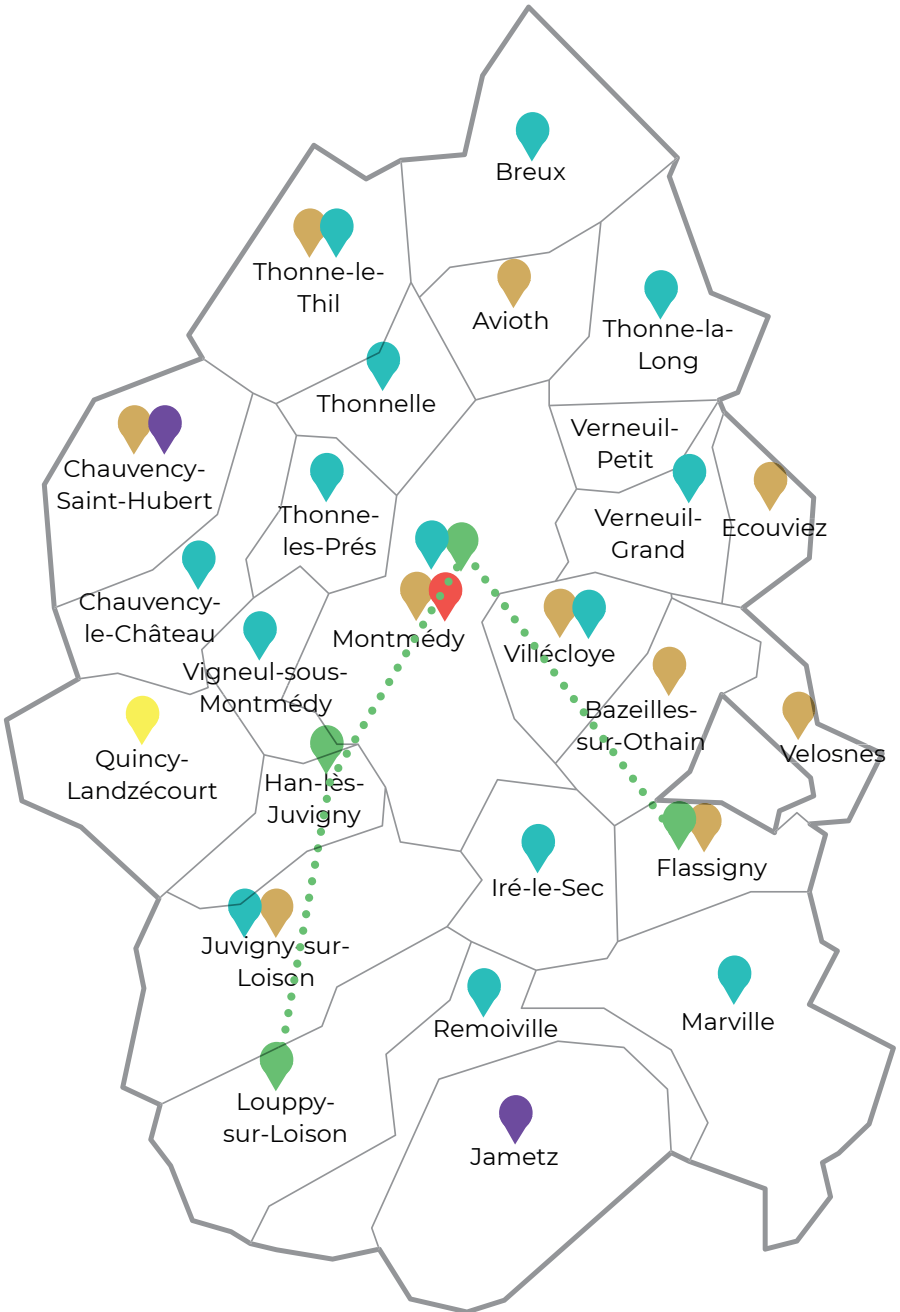 Breux
Thonne-le-
Thil
Avioth
Thonne-la-
Long
Thonnelle
Verneuil-
Petit
Chauvency-
Saint-Hubert
Thonne-
les-Prés
Verneuil-
Grand
Ecouviez
Chauvency-
le-Château
Montmédy
Villécloye
Vigneul-sous-
Montmédy
Bazeilles-
sur-Othain
Velosnes
Quincy-
Landzécourt
Han-lès-
Juvigny
Flassigny
Iré-le-Sec
Juvigny-sur-
Loison
Remoiville
Marville
Louppy-
sur-Loison
Jametz